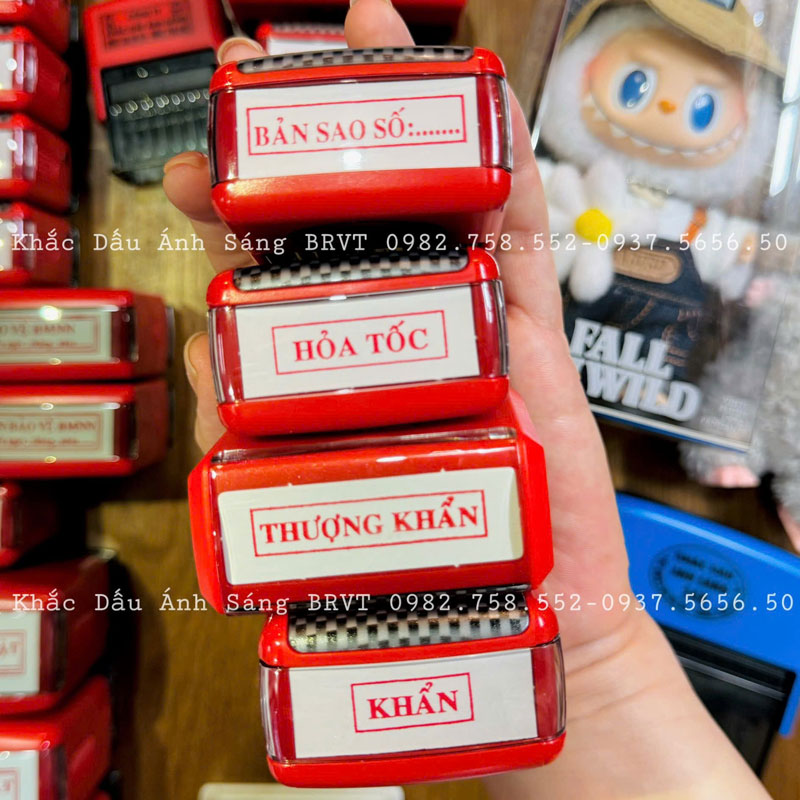 BẢN SAO SỐ:.......
Khắc Dấu Ánh Sáng BRVT 0982.758.552-0937.5656.50
HỎA TỐC
FALL
WILD
THƯỢNG KHẨN
Khắc Dấu Ánh Sáng BRVT 0982.758.552-0937.5656.50
KHẨN